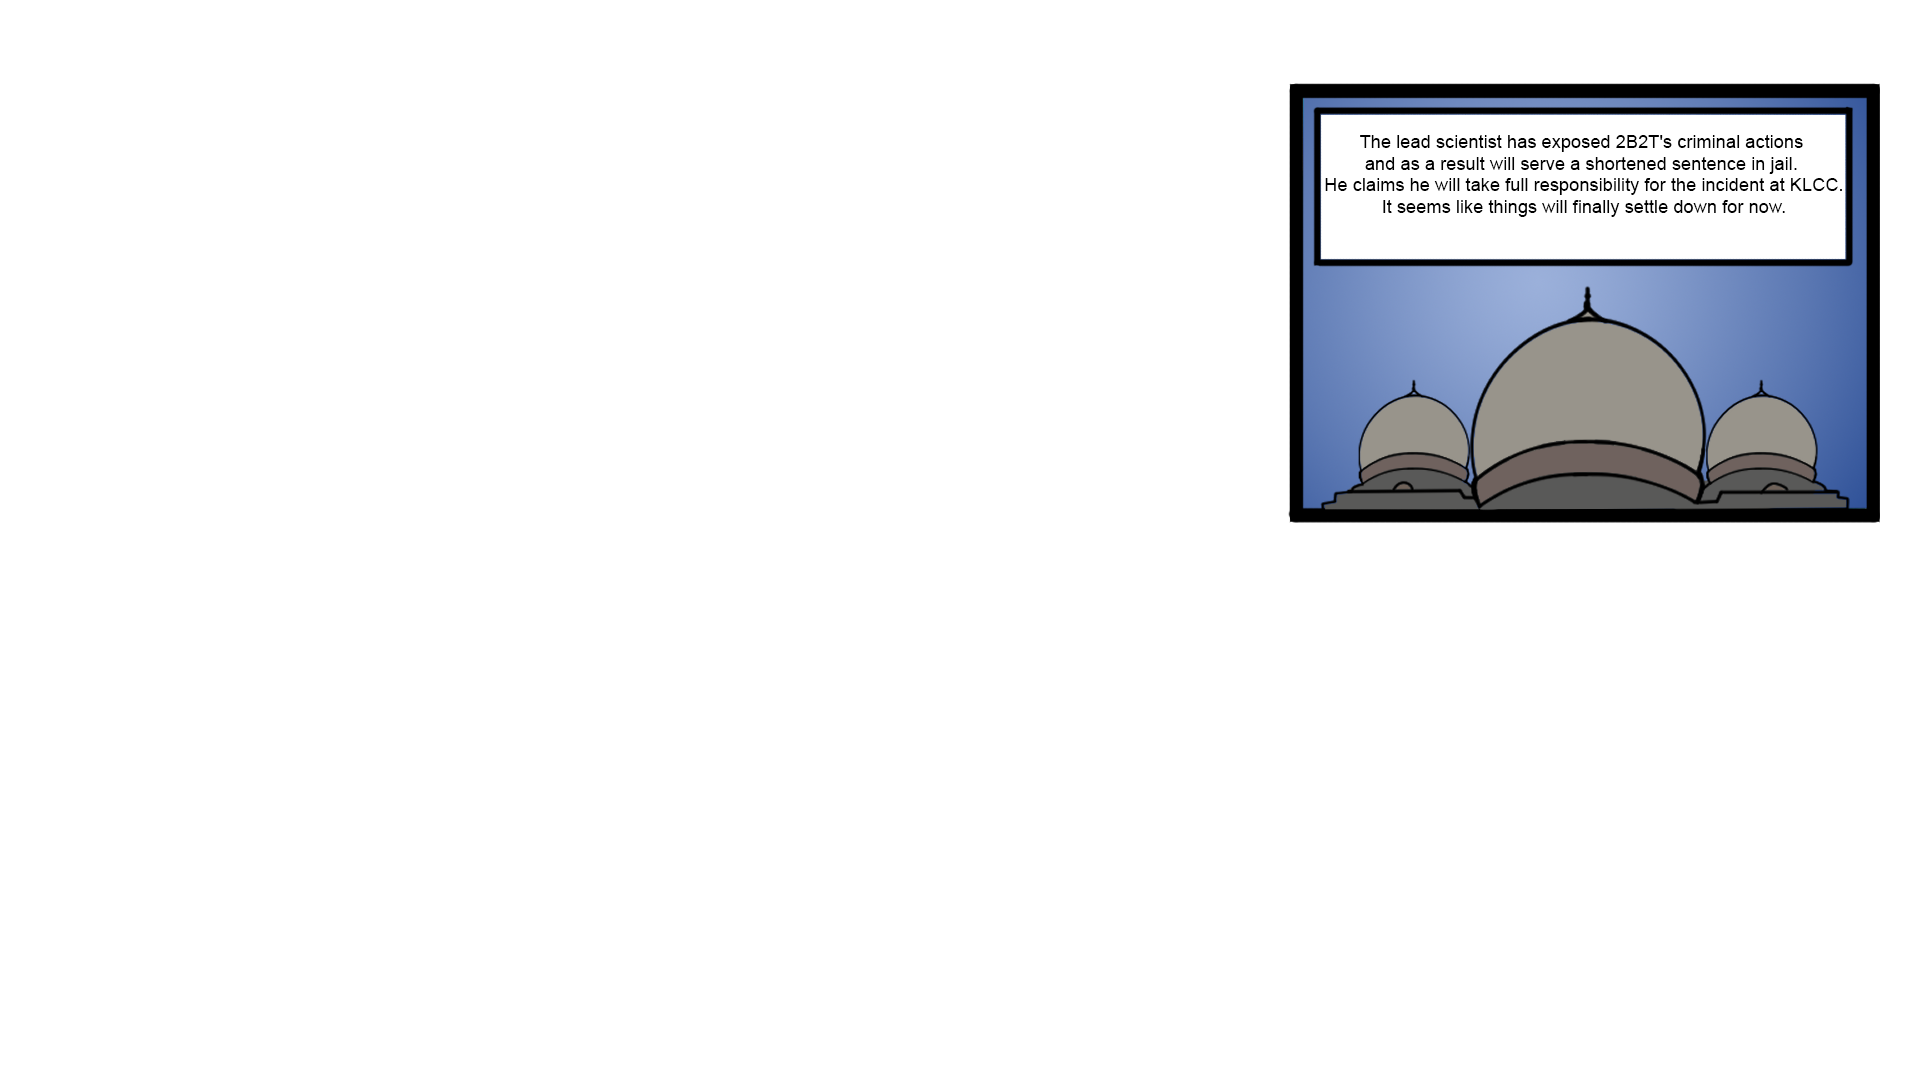 The lead scientist has exposed 2B2T's criminal actions
and as a result will serve a shortened sentence in jail.
He claims he will take full responsibility for the incident at KLCC.
It seems like things will finally settle down for now.